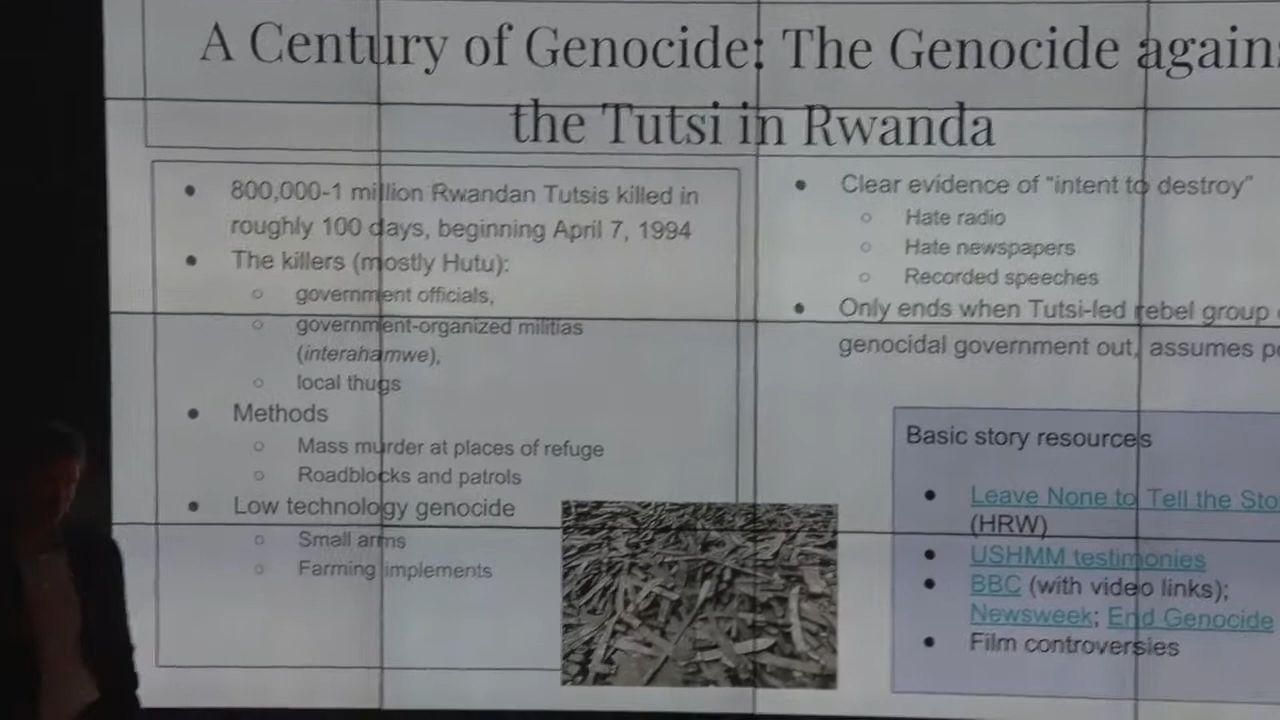 A Century of Genocide: The Genocide
the Tutsi in Rwanda
800,000-1 million Rwandan Tutsis killed in
roughly 100 days, beginning April 7, 1994
The killers (mostly Hutu):
government officials,
government-organized militias
(interahamwe),
local thugs
Methods
Mass murder at places of refuge
Roadblocks and patrols
Low technology genocide
Small arms
Farming implements
Clear evidence of “intent to destroy”
Hate radio
Hate newspapers
Recorded speeches
Only ends when Tutsi-led rebel group
genocidal government out, assumes
Basic story resources
Leave None to Tell the
(HRW)
USHMM testimonies
BBC (with video links);
Newsweek; End Genocide
Film controversies